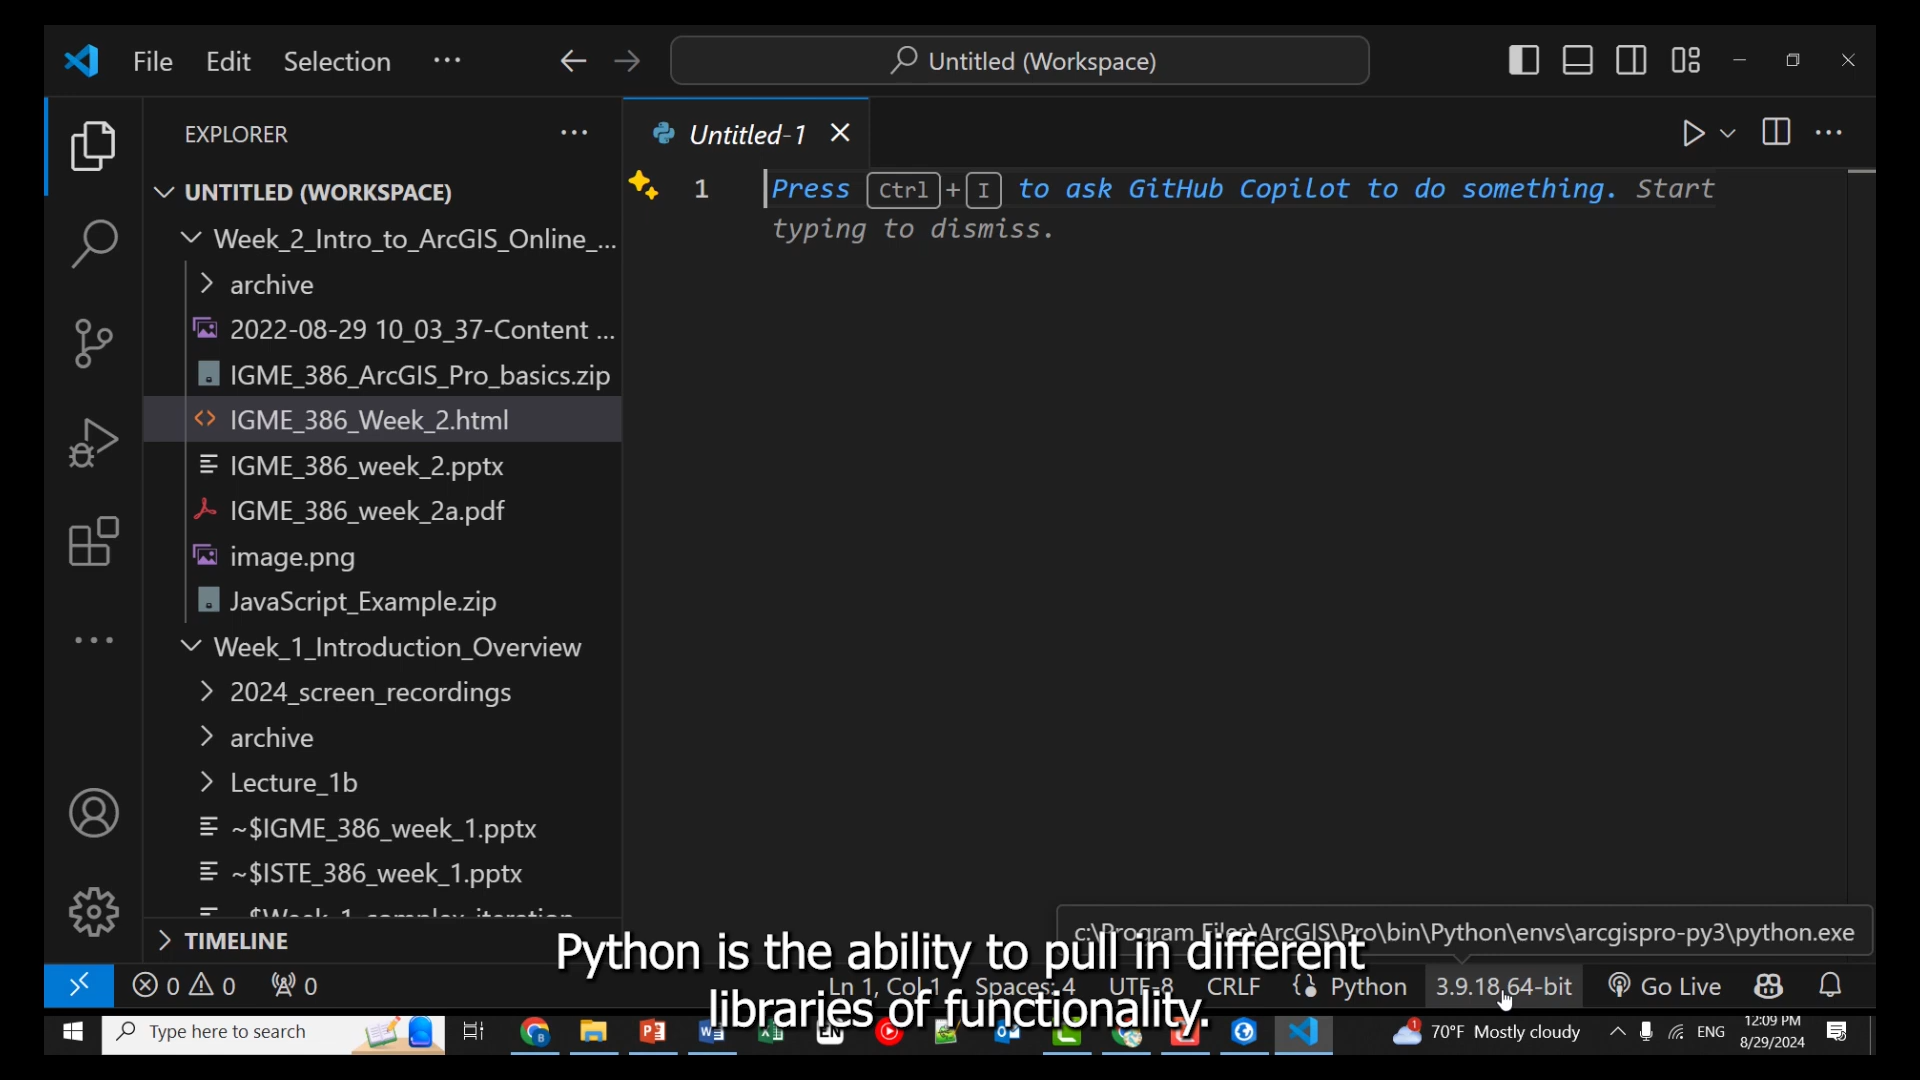 File Edit Selection ··· Untitled (Workspace)
EXPLORER ···
Untitled-1
UNTITLED (WORKSPACE)
1 Press Ctrl + I to ask GitHub Copilot to do something. Start
typing to dismiss.
Week_2_Intro_to_ArcGIS_Online_...
archive
2022-08-29 10_03_37-Content ...
IGME_386_ArcGIS_Pro_basics.zip
IGME_386_Week_2.html
IGME_386_week_2.pptx
IGME_386_week_2a.pdf
image.png
JavaScript_Example.zip
Week_1_Introduction_Overview
2024_screen_recordings
archive
Lecture_1b
~$IGME_386_week_1.pptx
~$ISTE_386_week_1.pptx
TIMELINE
c:\Program Files\ArcGIS\Pro\bin\Python\envs\arcgispro-py3\python.exe
Python is the ability to pull in different
libraries of functionality.
0 0 0 Ln 1, Col 1 Spaces: 4 UTF-8 CRLF Python 3.9.18 64-bit Go Live
Type here to search 70°F Mostly cloudy ENG 12:09 PM
8/29/2024